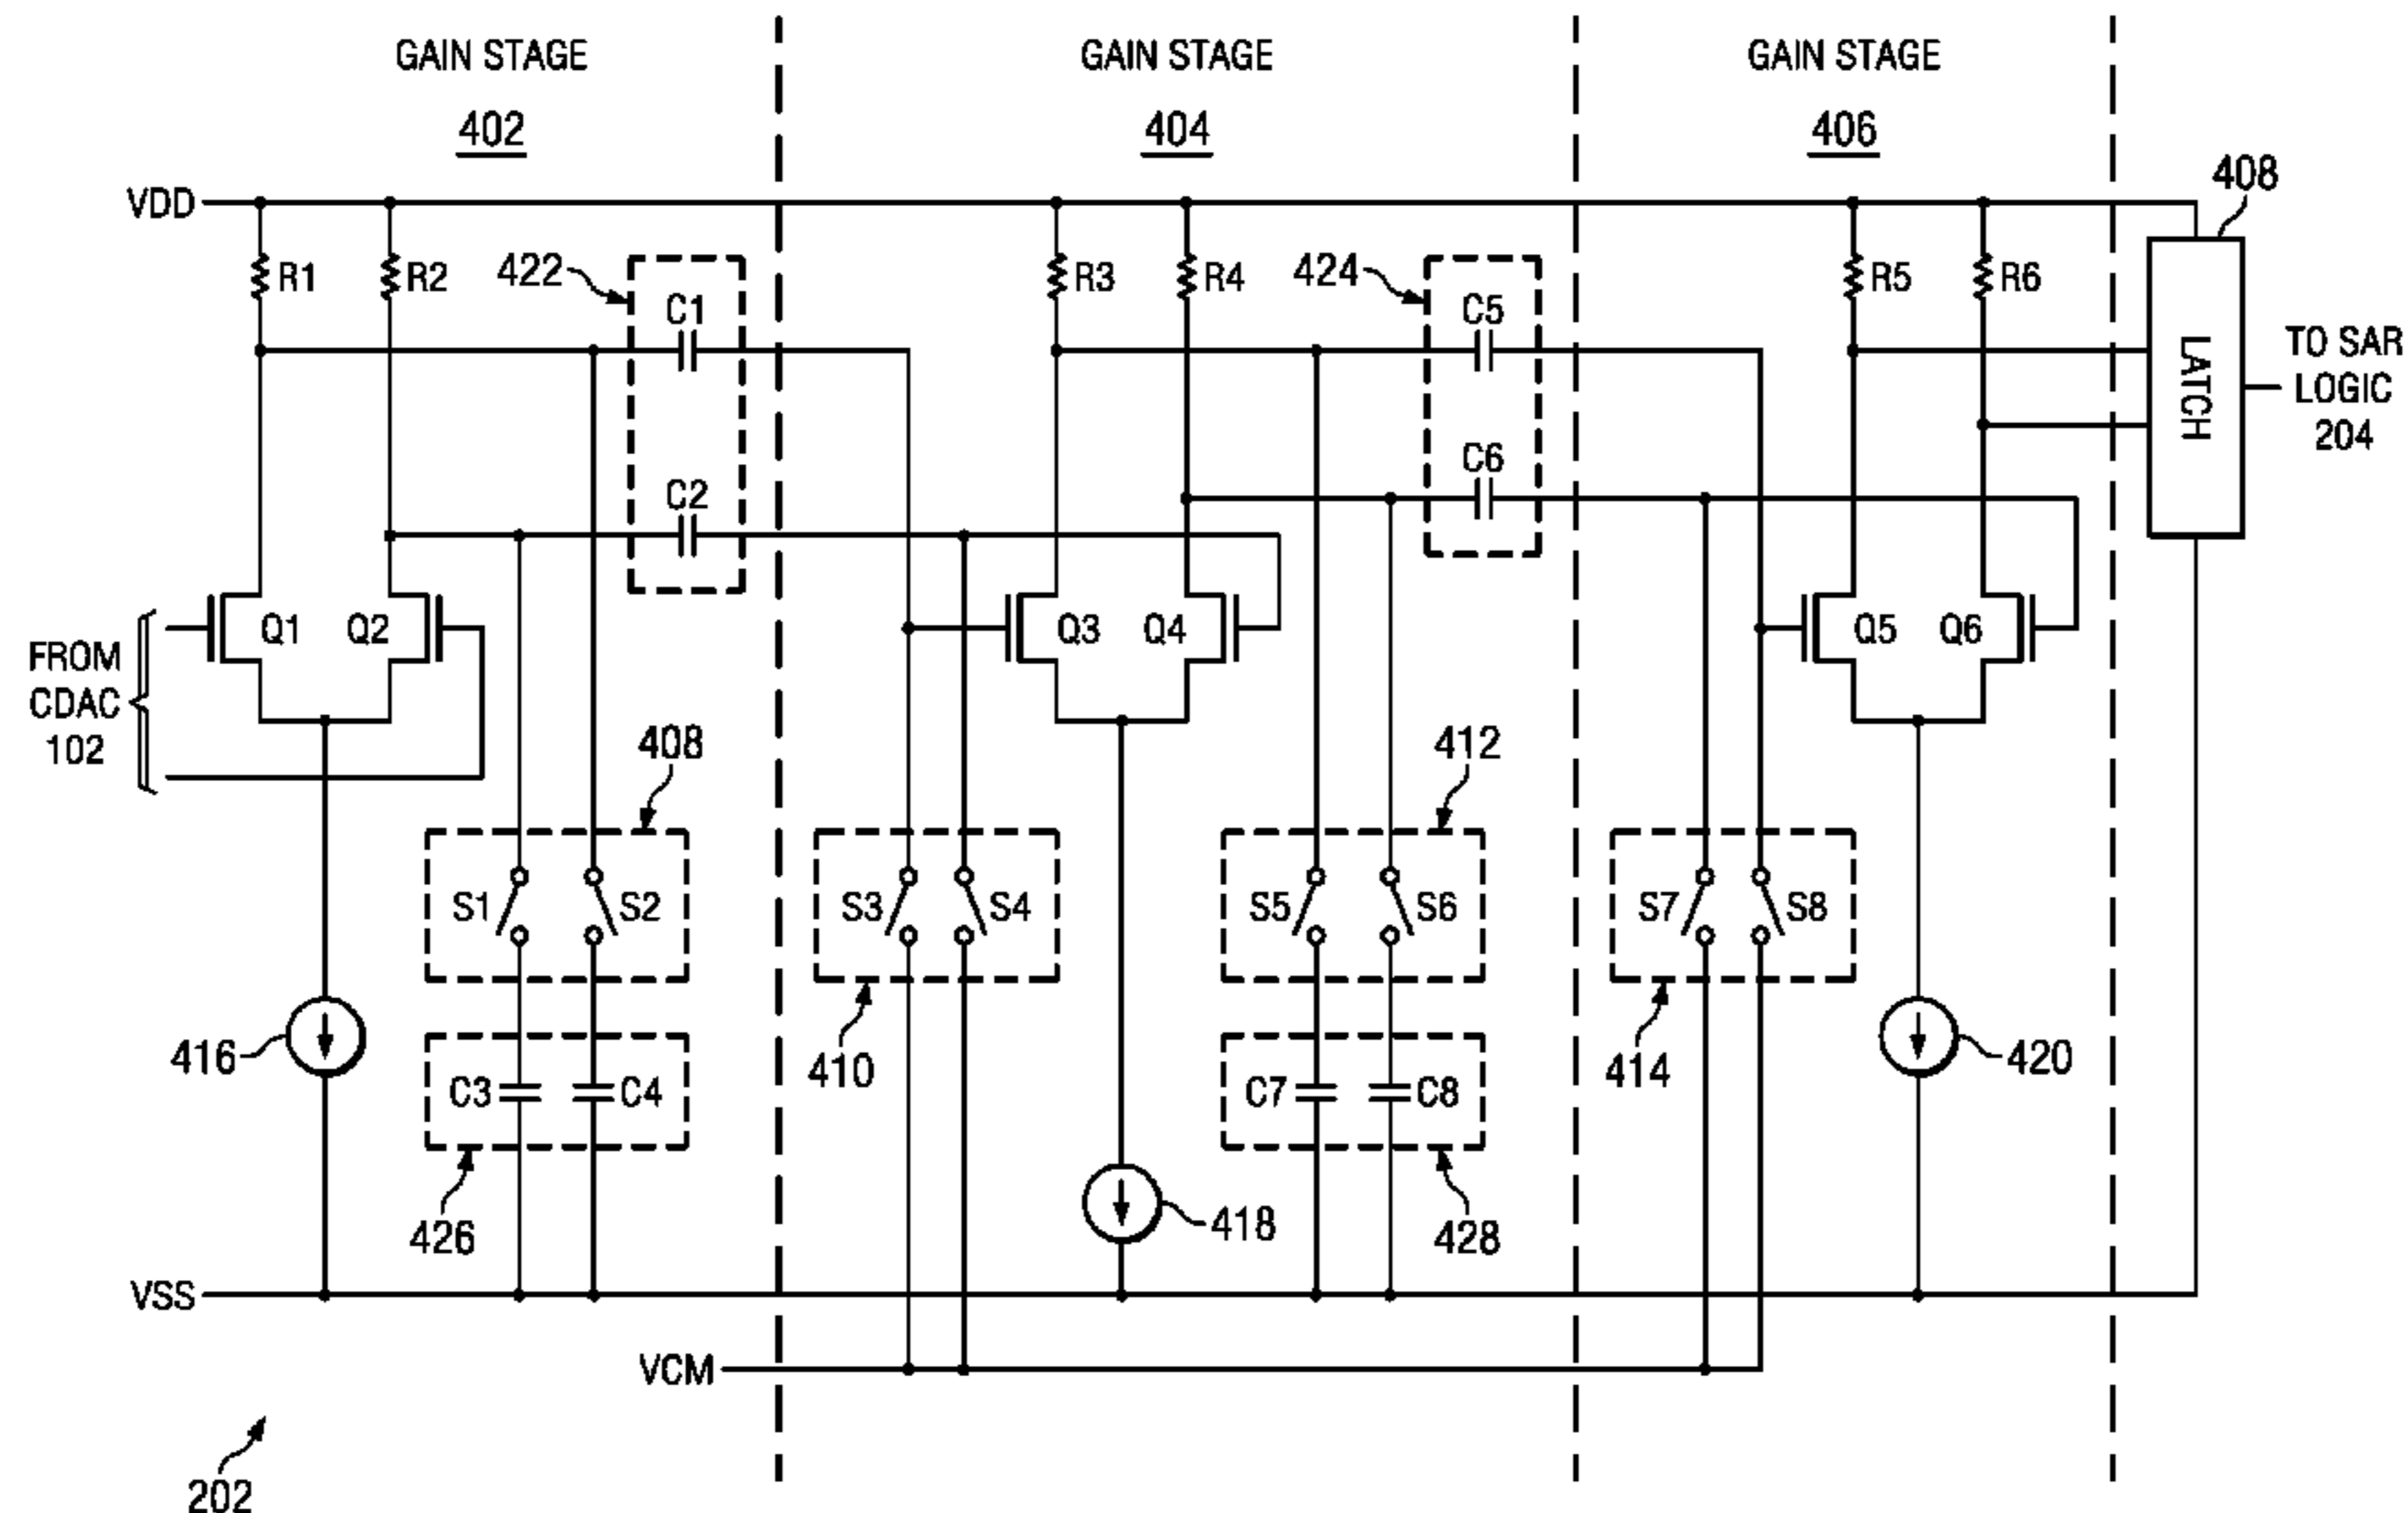 GAIN STAGE
402
GAIN STAGE
404
GAIN STAGE
406
408
VDD
R1
R2
422
C1
R3
R4
424
C5
R5
R6
LATCH
TO SAR
LOGIC
204
C2
C6
Q1
Q2
Q3
Q4
Q5
Q6
FROM
CDAC
102
408
412
S1
S2
S3
S4
S5
S6
S7
S8
416
C3
C4
410
C7
C8
414
420
426
418
428
VSS
VCM
202